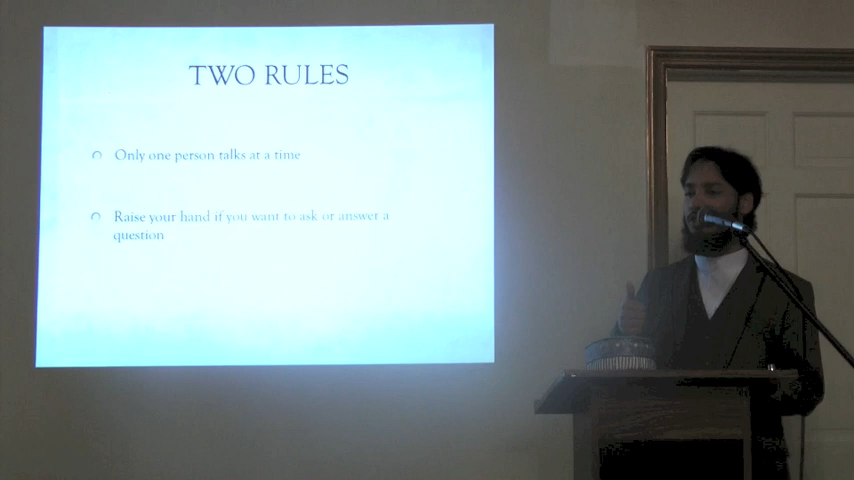 TWO RULES
Only one person talks at a time
Raise your hand if you want to ask or answer a
question